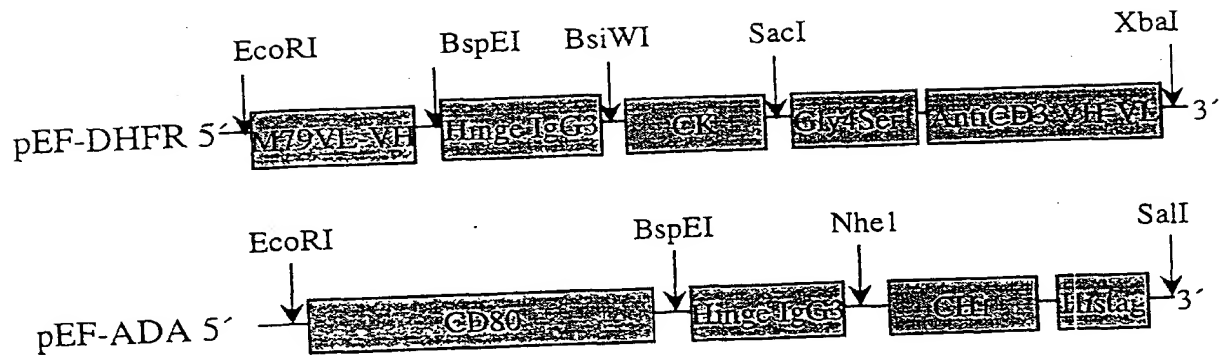 EcoRI BspEI BsiWI SacI XbaI
pEF-DHFR 5´ M79VL-VH Hinge IgG3 CK Gly4Ser1 AntiCD3-VH-VL 3´
EcoRI BspEI Nhe1 SalI
pEF-ADA 5´ CD80 Hinge IgG3 CH1 Histag 3´